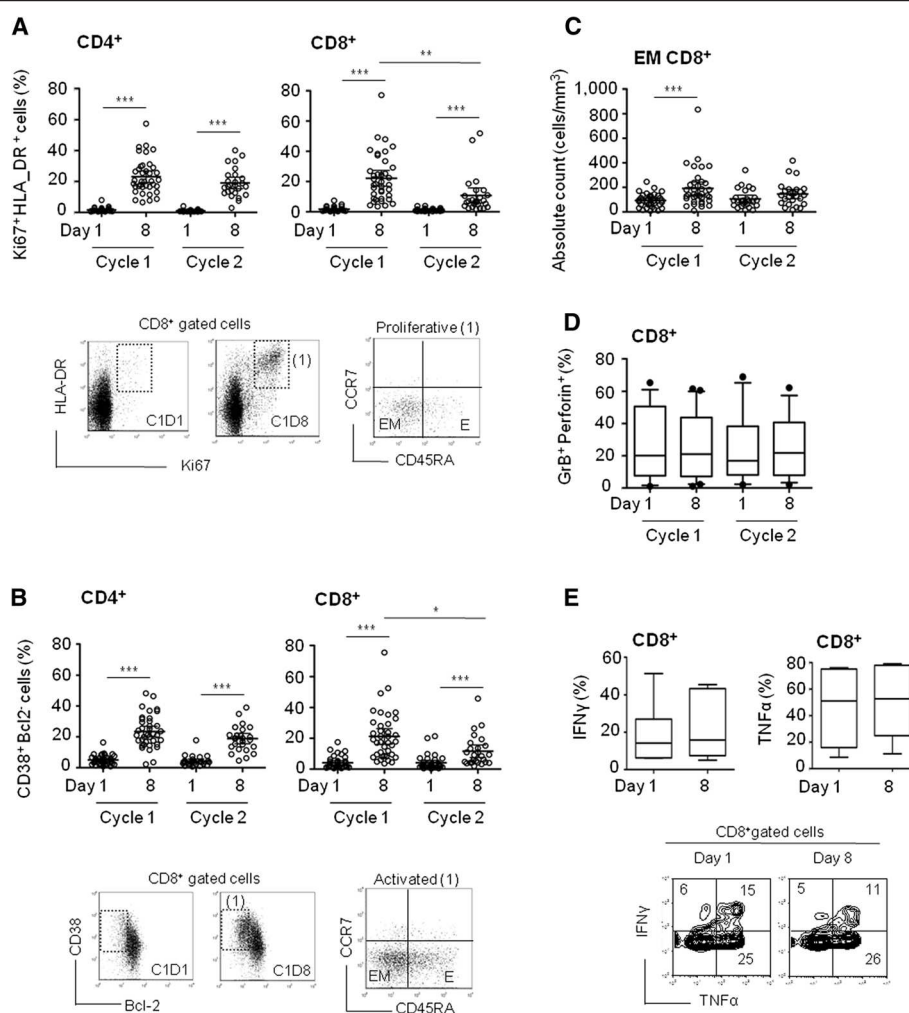 A
CD4⁺
CD8⁺
**
***
***
***
***
Ki67⁺HLA_DR⁺cells (%)
80
60
40
20
0
80
60
40
20
0
Day 1 8 1 8
1 8 1 8
Cycle 1 Cycle 2
Cycle 1 Cycle 2
CD8⁺ gated cells
Proliferative (1)
HLA-DR
C1D1
(1)
C1D8
Ki67
CCR7
EM
E
CD45RA
B
CD4⁺
CD8⁺
*
***
***
***
***
CD38⁺Bcl2⁻cells (%)
80
60
40
20
0
80
60
40
20
0
Day 1 8 1 8
1 8 1 8
Cycle 1 Cycle 2
Cycle 1 Cycle 2
CD8⁺ gated cells
Activated (1)
CD38
C1D1
(1)
C1D8
Bcl-2
CCR7
EM
E
CD45RA
C
EM CD8⁺
***
Absolute count (cells/mm³)
1,000
800
600
400
200
0
Day 1 8 1 8
Cycle 1 Cycle 2
D
CD8⁺
GrB⁺Perforin⁺(%)
80
60
40
20
0
Day 1 8 1 8
Cycle 1 Cycle 2
E
CD8⁺
CD8⁺
IFNγ (%)
60
40
20
0
Day 1 8
TNFα (%)
80
60
40
20
0
Day 1 8
CD8⁺gated cells
Day 1 Day 8
IFNγ
6 15
25
5 11
26
TNFα